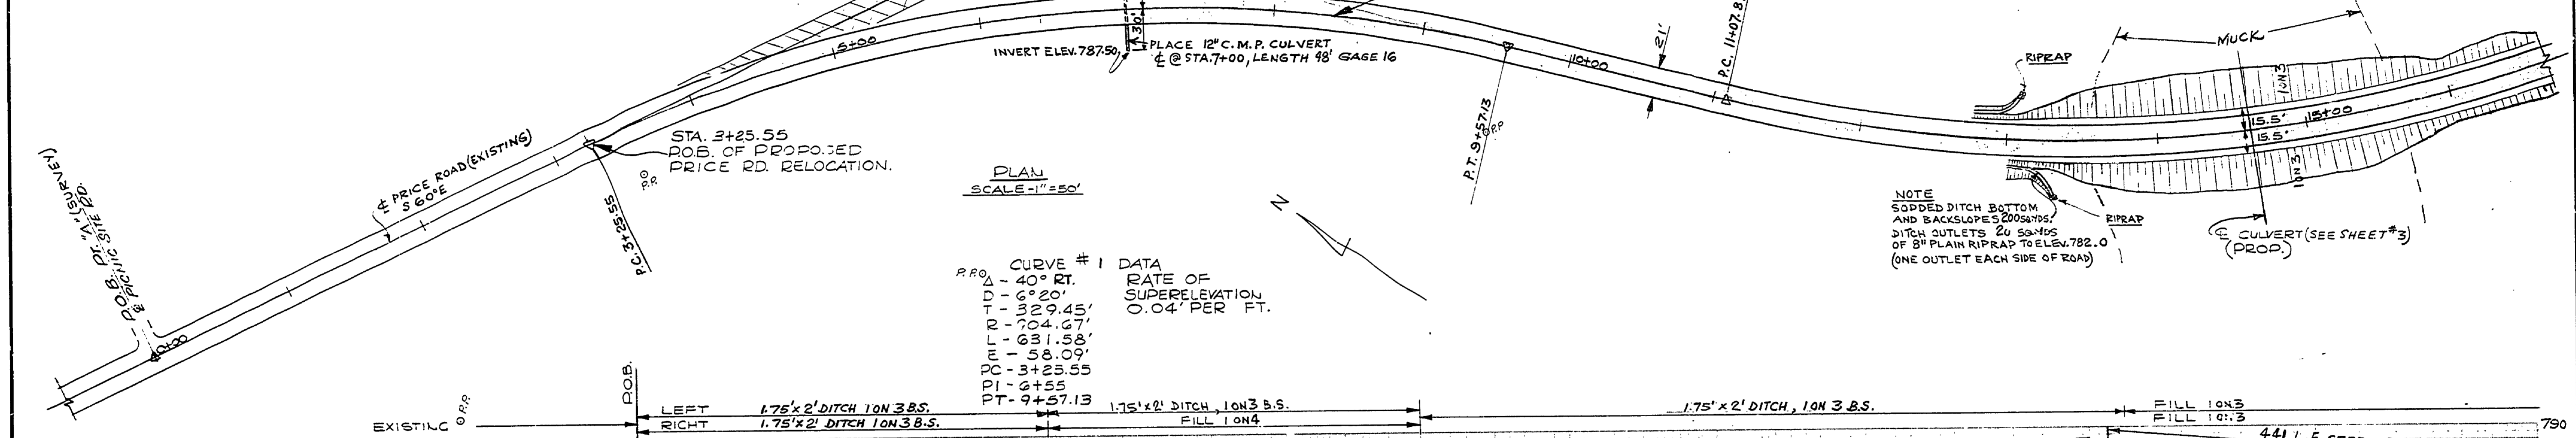 P.O.B. PT. "A" (SURVEY)
℄ PICNIC SITE RD.
0+00
℄ PRICE ROAD (EXISTING)
S 60°E
STA. 3+25.55
P.O.B. OF PROPOSED
PRICE RD. RELOCATION.
P.P.
P.C. 3+25.55
5+00
INVERT ELEV. 787.50
30'
PLACE 12" C.M.P. CULVERT
℄ @ STA. 7+00, LENGTH 48' GAGE 16
PLAN
SCALE - 1" = 50'
N
P.T. 9+57.13
P.P.
10+00
21'
P.C. 11+07.8
RIPRAP
MUCK
1 ON 3
15.5'
15.5'
15+00
1 ON 3
NOTE
SODDED DITCH BOTTOM
AND BACKSLOPES 200 SQ. YDS.
DITCH OUTLETS 20 SQ. YDS
OF 8" PLAIN RIPRAP TO ELEV. 782.0
(ONE OUTLET EACH SIDE OF ROAD)
RIPRAP
℄ CULVERT (SEE SHEET #3)
(PROP.)
P.P.
CURVE #1 DATA
Δ - 40° RT.
D - 6°20'
T - 329.45'
R - 904.67'
L - 631.58'
E - 58.09'
PC - 3+25.55
PI - 6+55
PT - 9+57.13
RATE OF
SUPERELEVATION
0.04' PER FT.
P.O.B.
EXISTING
P.P.
LEFT 1.75' x 2' DITCH 1 ON 3 B.S.
RIGHT 1.75' x 2' DITCH 1 ON 3 B.S.
1.75' x 2' DITCH, 1 ON 3 B.S.
FILL 1 ON 4
1.75' x 2' DITCH, 1 ON 3 B.S.
FILL 1 ON 3
FILL 1 ON 3
790